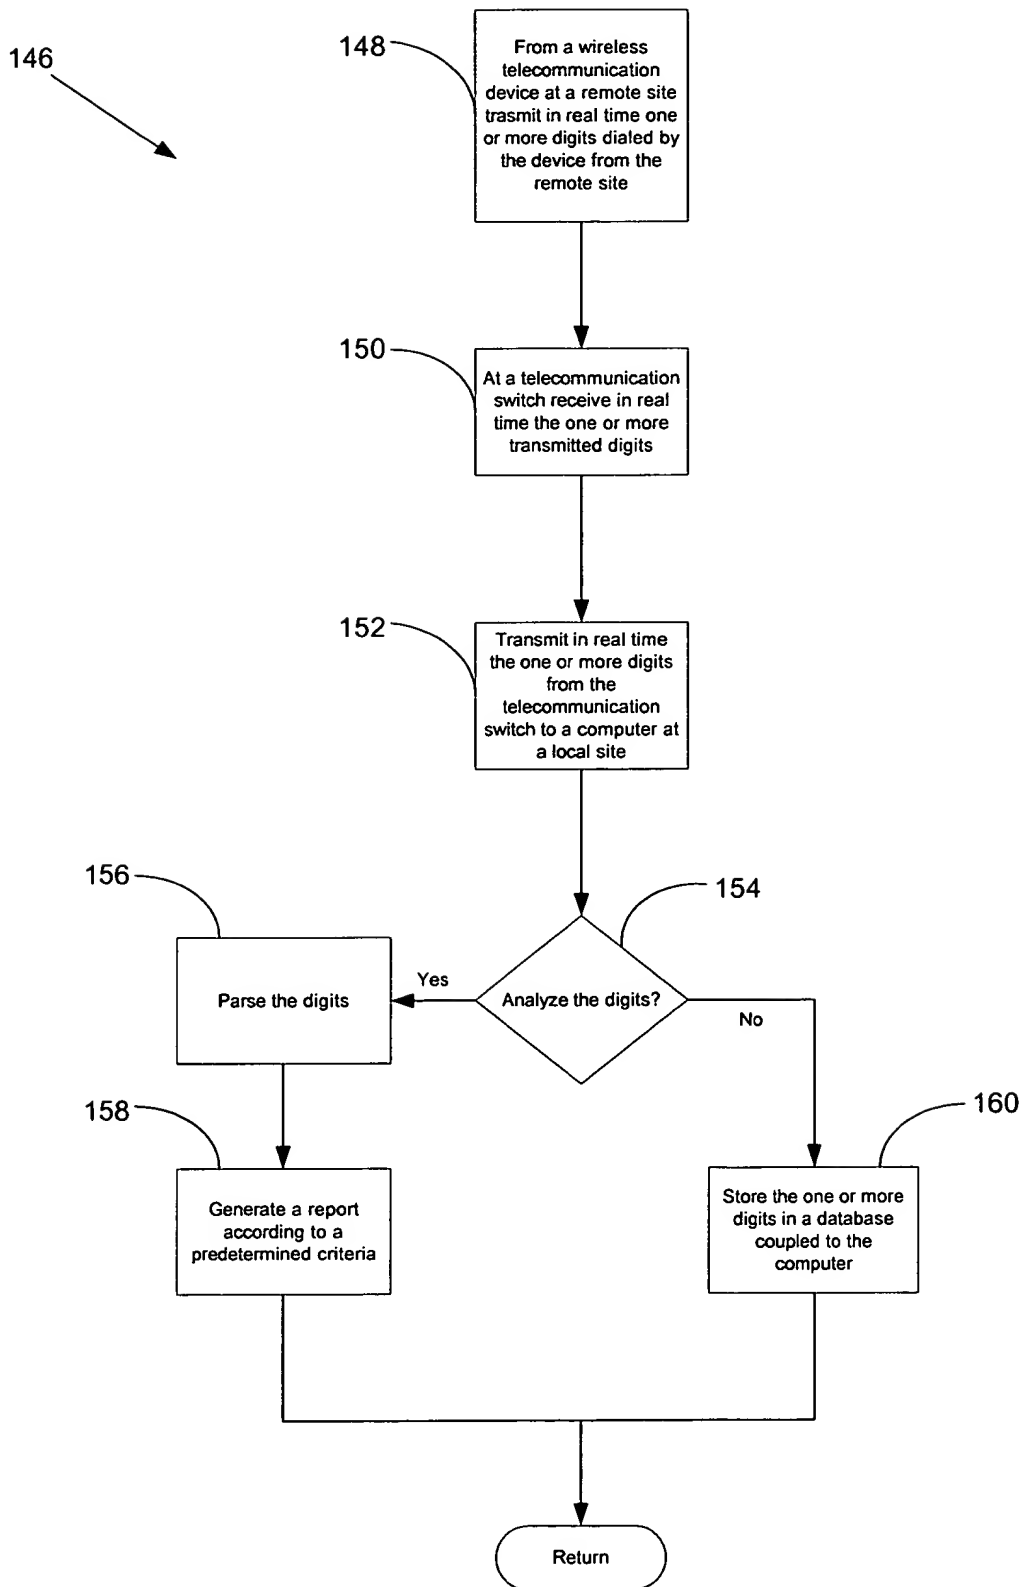 146
148
From a wireless
telecommunication
device at a remote site
trasmit in real time one
or more digits dialed by
the device from the
remote site
150
At a telecommunication
switch receive in real
time the one or more
transmitted digits
152
Transmit in real time
the one or more digits
from the
telecommunication
switch to a computer at
a local site
154
Analyze the digits?
Yes
No
156
Parse the digits
158
Generate a report
according to a
predetermined criteria
160
Store the one or more
digits in a database
coupled to the
computer
Return